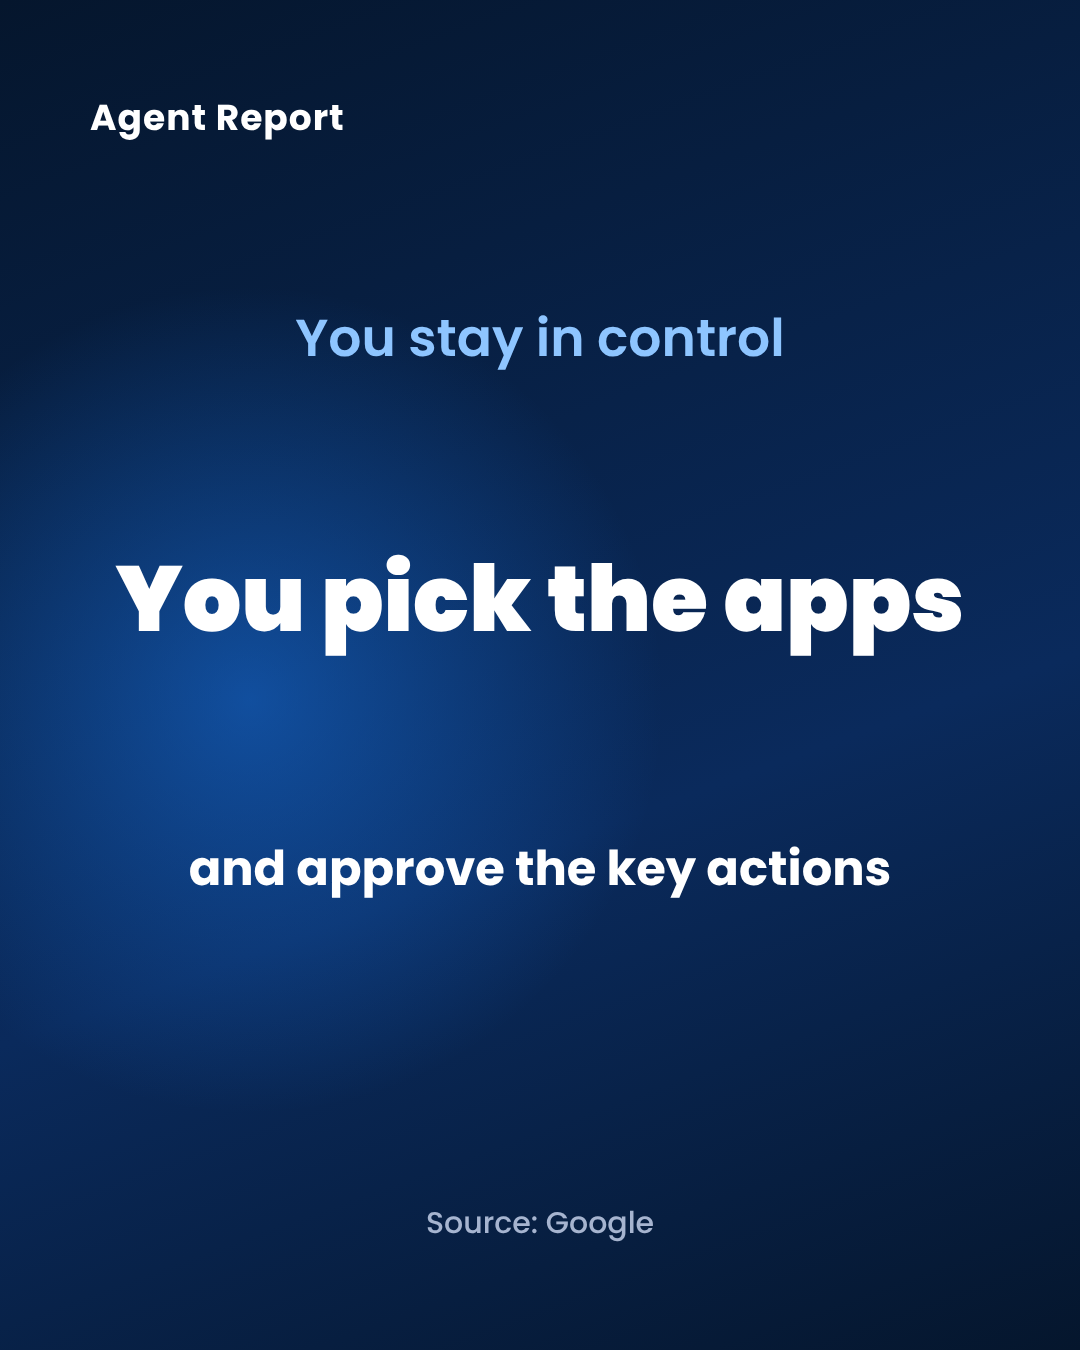 Agent Report
You stay in control
You pick the apps
and approve the key actions
Source: Google